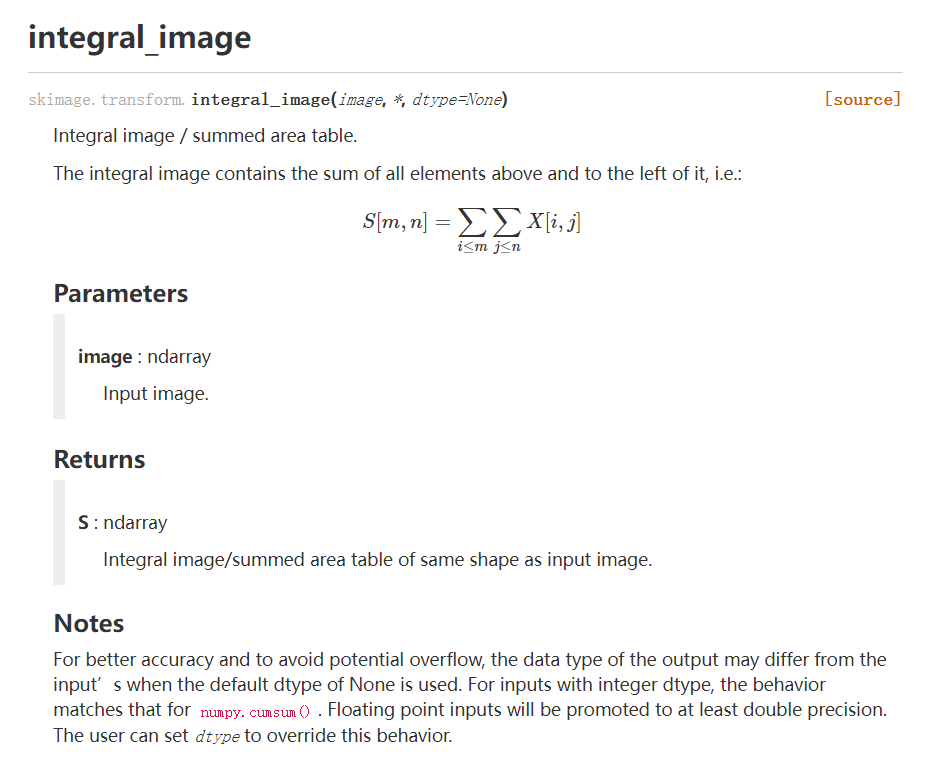 integral_image
skimage.transform.integral_image(image, *, dtype=None) [source]
Integral image / summed area table.
The integral image contains the sum of all elements above and to the left of it, i.e.:
S[m, n] = ∑_{i≤m} ∑_{j≤n} X[i, j]
Parameters
image : ndarray
Input image.
Returns
S : ndarray
Integral image/summed area table of same shape as input image.
Notes
For better accuracy and to avoid potential overflow, the data type of the output may differ from the
input’s when the default dtype of None is used. For inputs with integer dtype, the behavior
matches that for numpy.cumsum() . Floating point inputs will be promoted to at least double precision.
The user can set dtype to override this behavior.